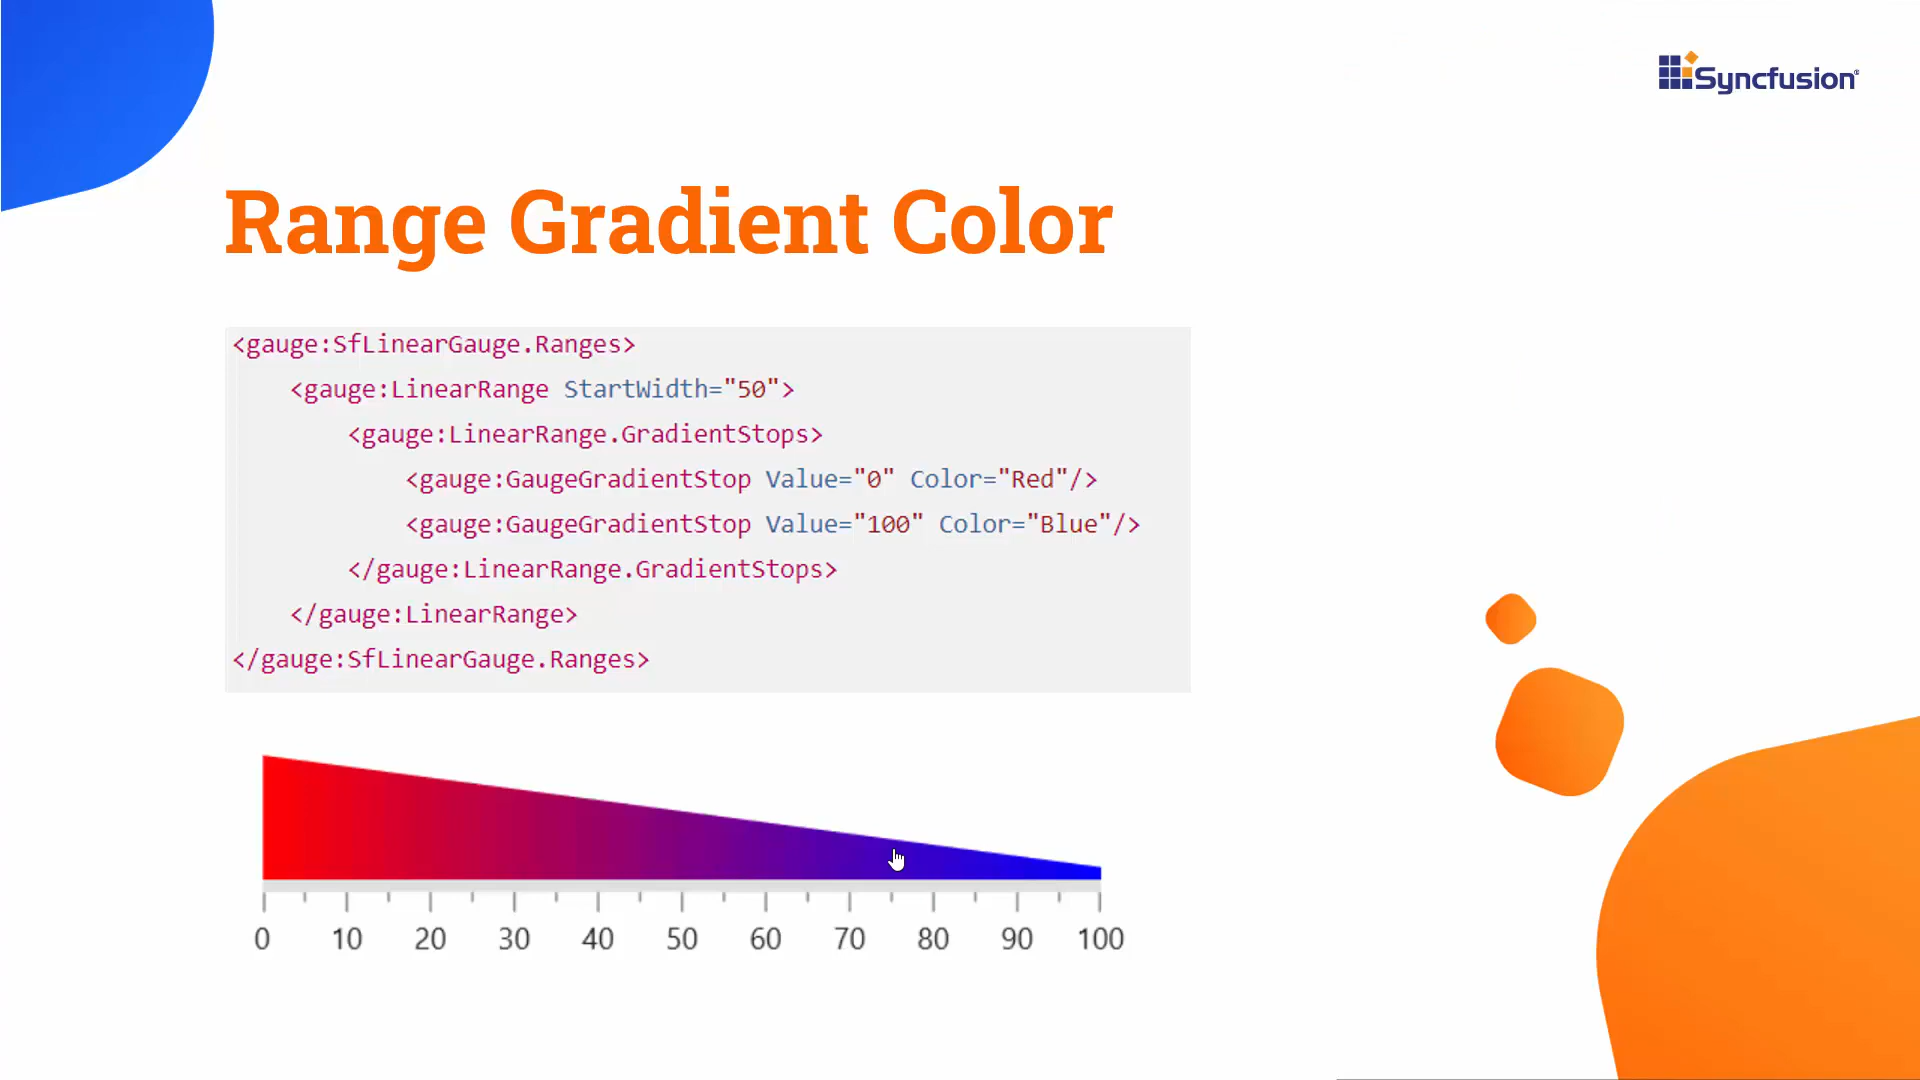 Syncfusion®
Range Gradient Color
<gauge:SfLinearGauge.Ranges>
<gauge:LinearRange StartWidth="50">
<gauge:LinearRange.GradientStops>
<gauge:GaugeGradientStop Value="0" Color="Red"/>
<gauge:GaugeGradientStop Value="100" Color="Blue"/>
</gauge:LinearRange.GradientStops>
</gauge:LinearRange>
</gauge:SfLinearGauge.Ranges>
0 10 20 30 40 50 60 70 80 90 100